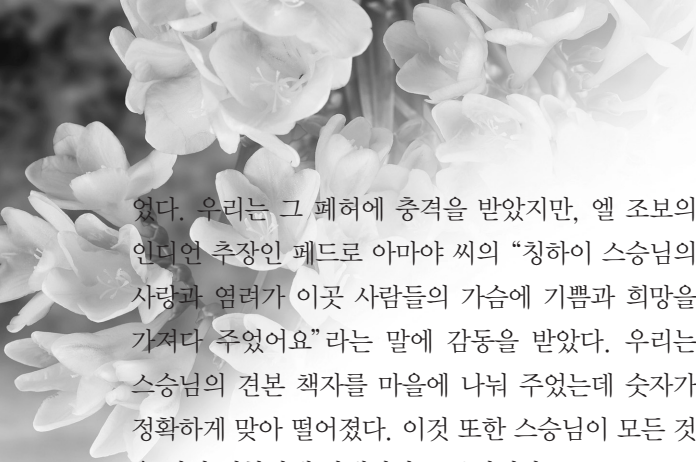 었다. 우리는 그 폐허에 충격을 받았지만, 엘 조보의
인디언 추장인 페드로 아마야 씨의 “칭하이 스승님의
사랑과 염려가 이곳 사람들의 가슴에 기쁨과 희망을
가져다 주었어요”라는 말에 감동을 받았다. 우리는
스승님의 견본 책자를 마을에 나눠 주었는데 숫자가
정확하게 맞아 떨어졌다. 이것 또한 스승님이 모든 것